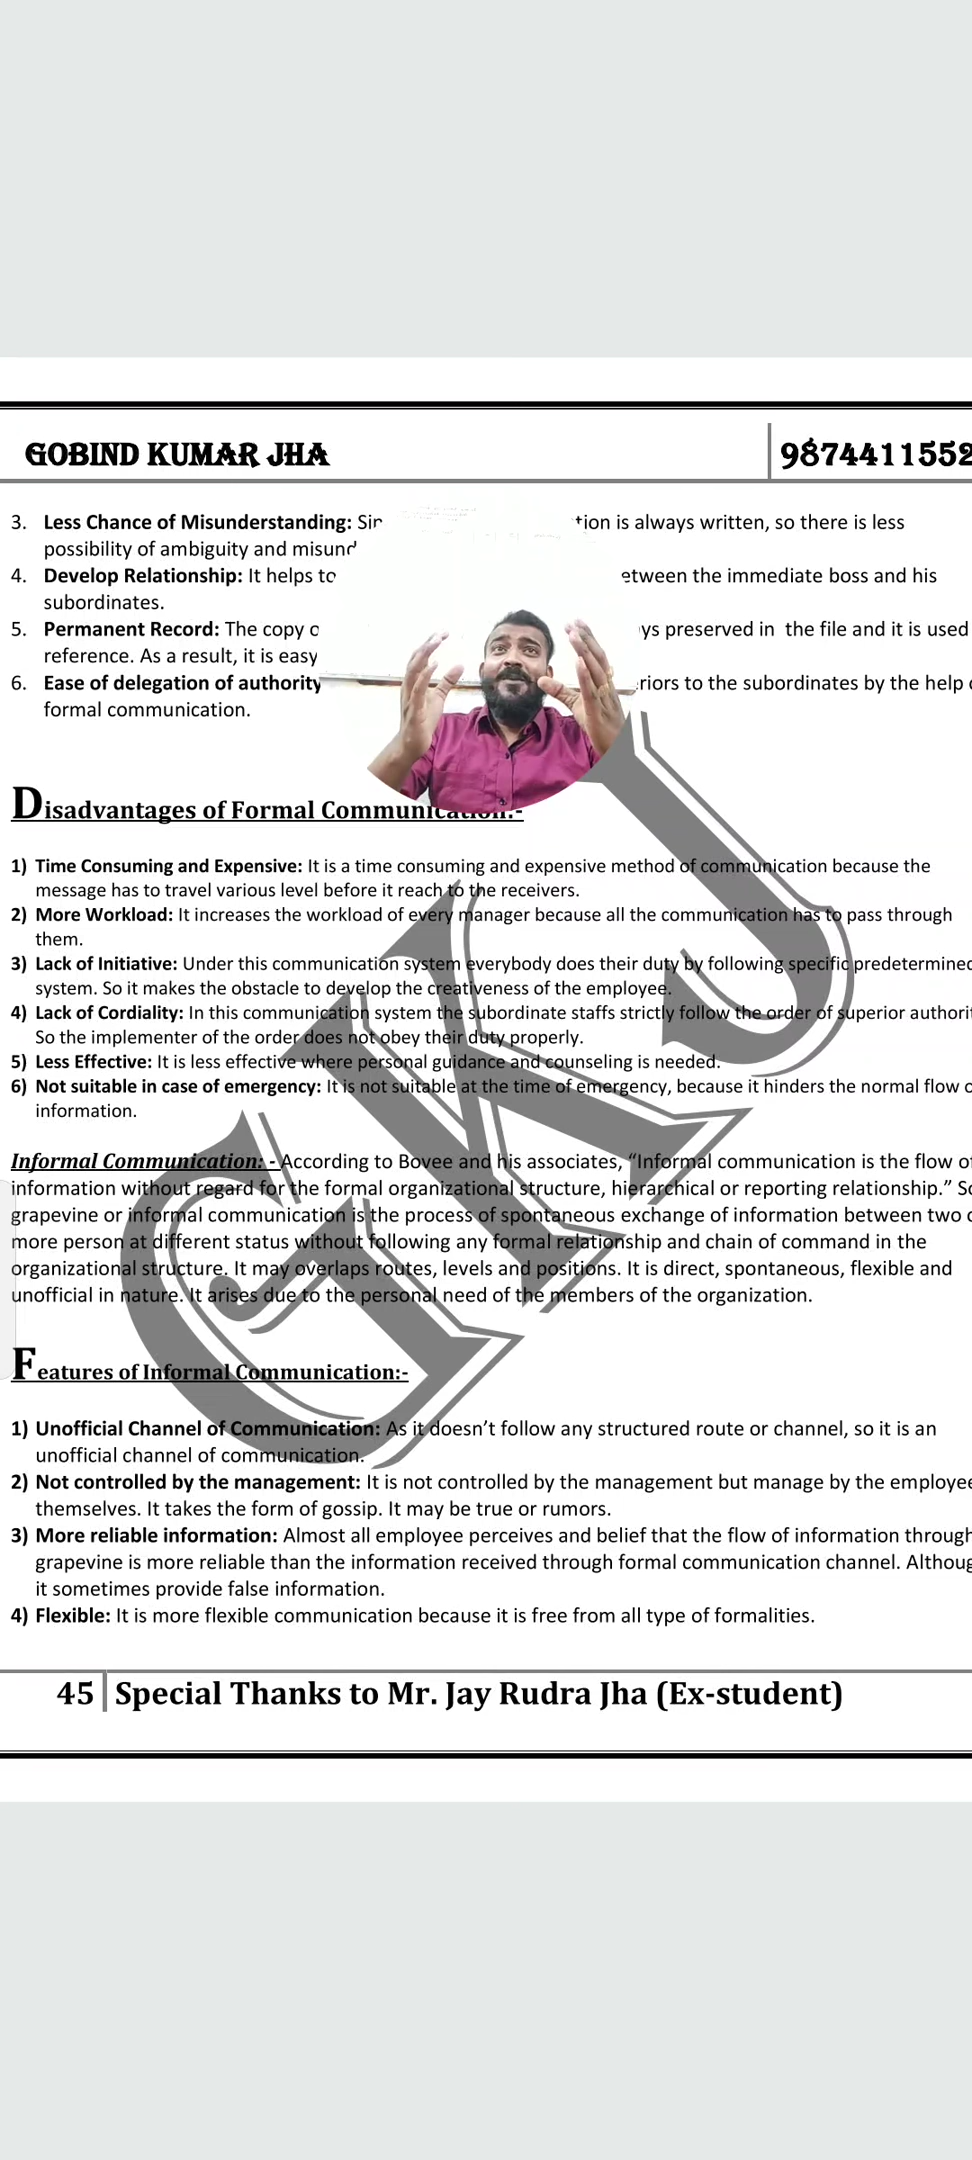 GOBIND KUMAR JHA
9874411552
3. Less Chance of Misunderstanding: tion is always written, so there is less
possibility of ambiguity and
4. Develop Relationship: It helps to between the immediate boss and his
subordinates.
5. Permanent Record: The copy preserved in the file and it is used
reference. As a result, it is easy
6. Ease of delegation of authority to the subordinates by the help
formal communication.
Disadvantages of Formal Communication:-
1) Time Consuming and Expensive: It is a time consuming and expensive method of communication because the
message has to travel various level before it reach to the receivers.
2) More Workload: It increases the workload of every manager because all the communication has to pass through
them.
3) Lack of Initiative: Under this communication system everybody does their duty by following specific predetermined
system. So it makes the obstacle to develop the creativeness of the employee.
4) Lack of Cordiality: In this communication system the subordinate staffs strictly follow the order of superior authorit
So the implementer of the order does not obey their duty properly.
5) Less Effective: It is less effective where personal guidance and counseling is needed.
6) Not suitable in case of emergency: It is not suitable at the time of emergency, because it hinders the normal flow o
information.
Informal Communication: - According to Bovee and his associates, “Informal communication is the flow of
information without regard for the formal organizational structure, hierarchical or reporting relationship.” So
grapevine or informal communication is the process of spontaneous exchange of information between two o
more person at different status without following any formal relationship and chain of command in the
organizational structure. It may overlaps routes, levels and positions. It is direct, spontaneous, flexible and
unofficial in nature. It arises due to the personal need of the members of the organization.
Features of Informal Communication:-
1) Unofficial Channel of Communication: As it doesn’t follow any structured route or channel, so it is an
unofficial channel of communication.
2) Not controlled by the management: It is not controlled by the management but manage by the employee
themselves. It takes the form of gossip. It may be true or rumors.
3) More reliable information: Almost all employee perceives and belief that the flow of information through
grapevine is more reliable than the information received through formal communication channel. Althoug
it sometimes provide false information.
4) Flexible: It is more flexible communication because it is free from all type of formalities.
GKJ
45 Special Thanks to Mr. Jay Rudra Jha (Ex-student)